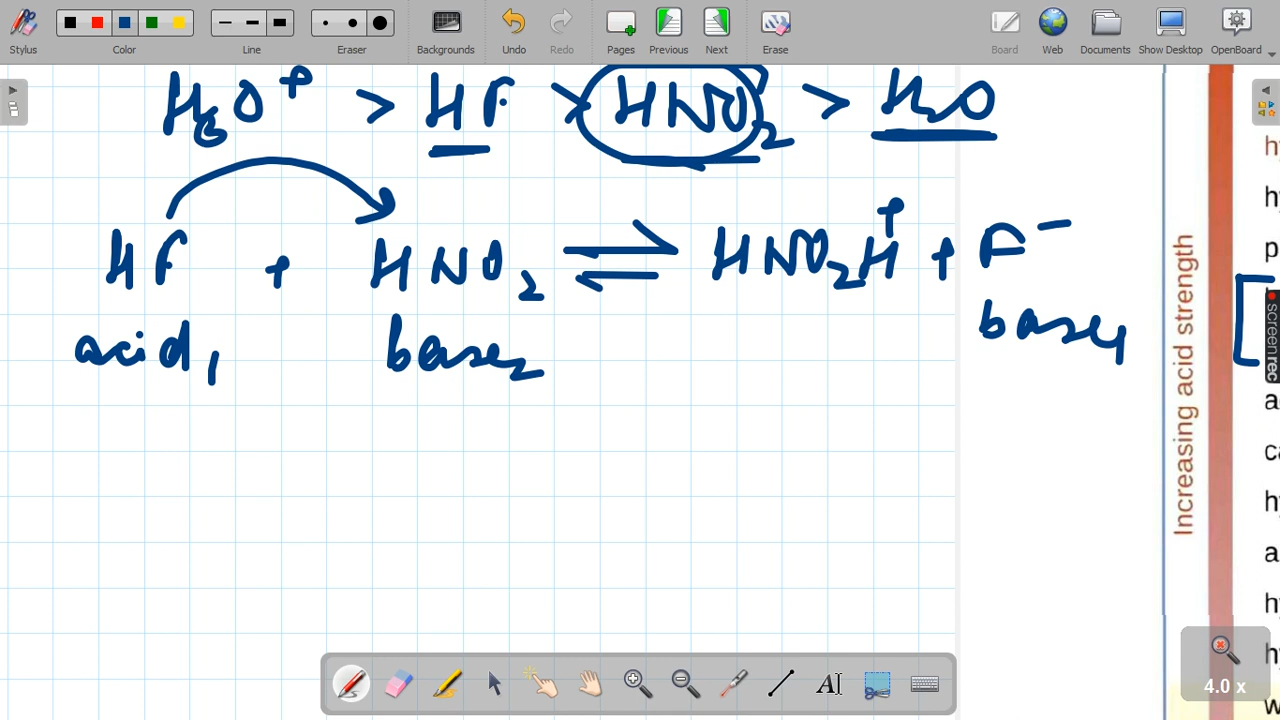 Stylus Color Line Eraser Backgrounds Undo Redo Pages Previous Next Erase Board Web Documents Show Desktop OpenBoard
H₃O⁺ > HF > HNO₂ > H₂O
HF + HNO₂ ⇌ HNO₂H⁺ + F⁻
acid₁ base₂ base₁
Increasing acid strength
screenrec
4.0 x